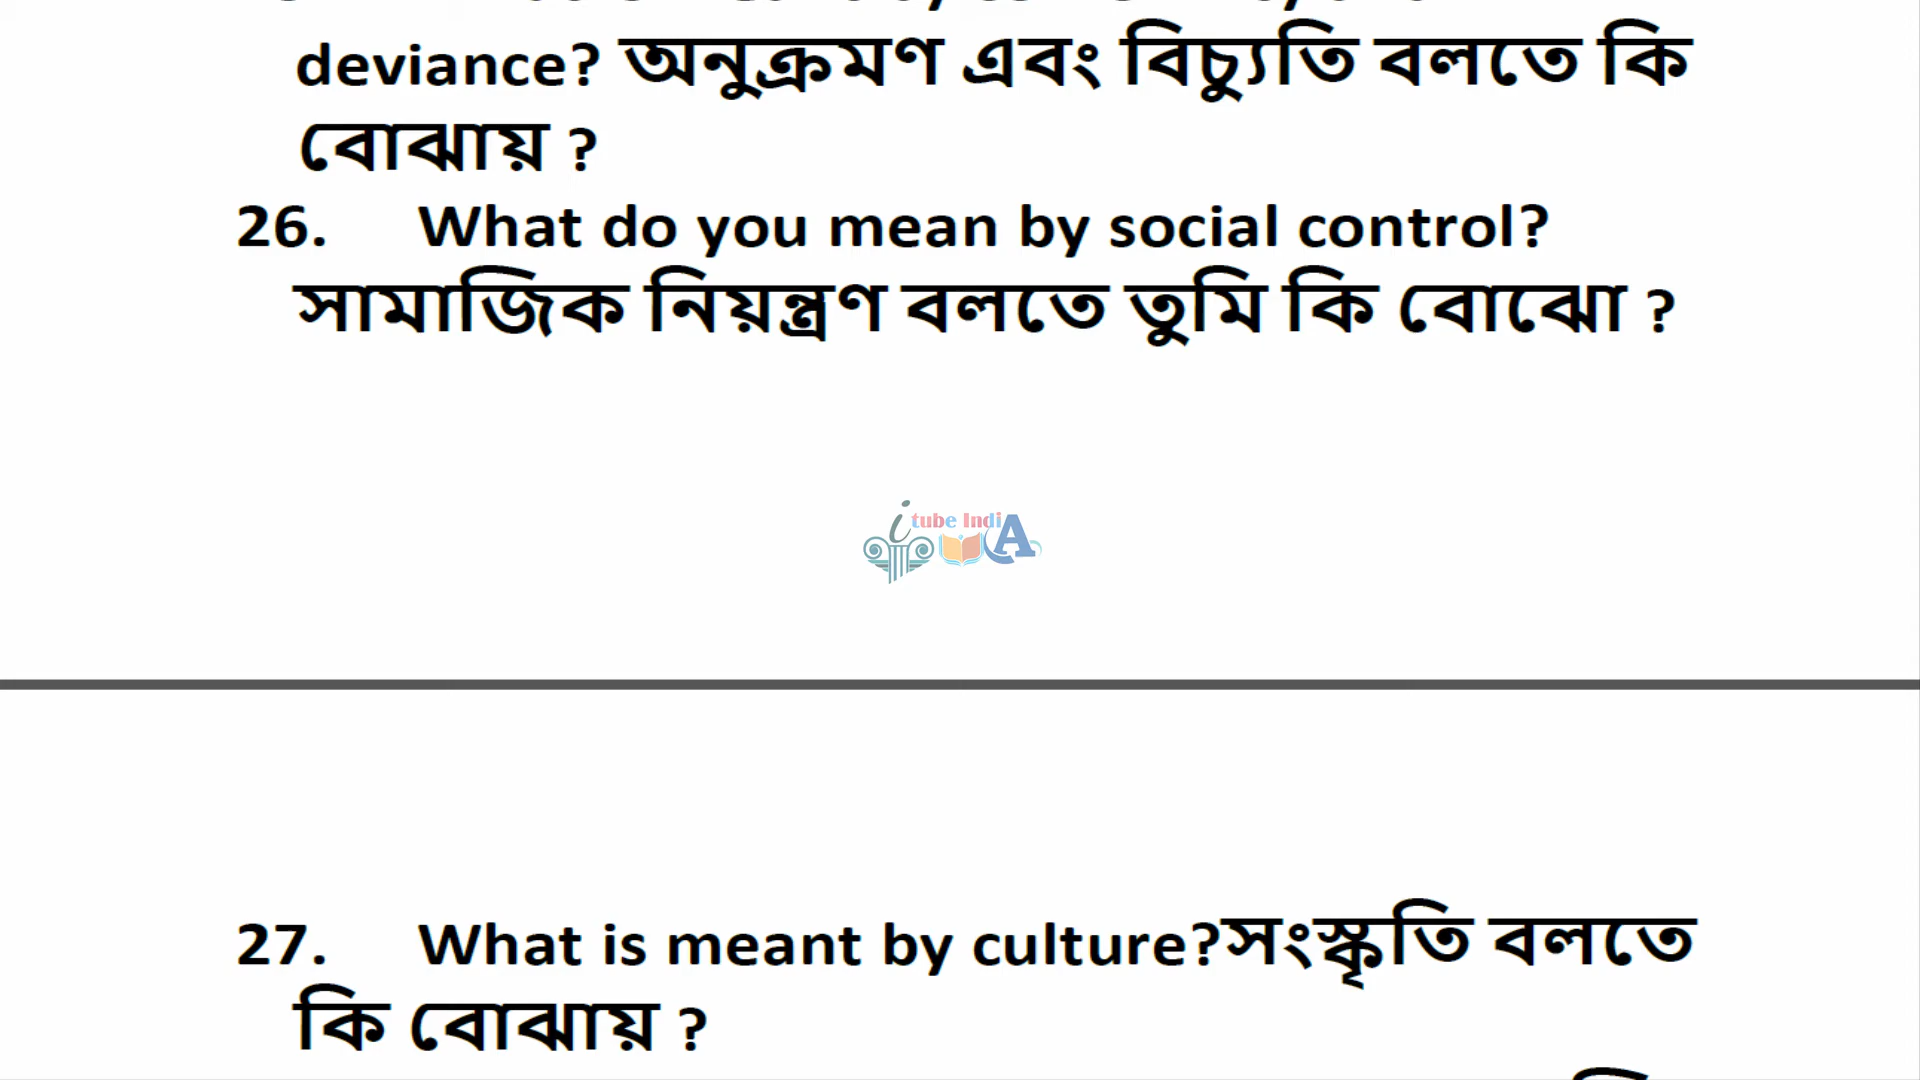 deviance? অনুক্রমণ এবং বিচ্যুতি বলতে কি
বোঝায় ?
26. What do you mean by social control?
সামাজিক নিয়ন্ত্রণ বলতে তুমি কি বোঝো ?
i tube IndiA
27. What is meant by culture?সংস্কৃতি বলতে
কি বোঝায় ?